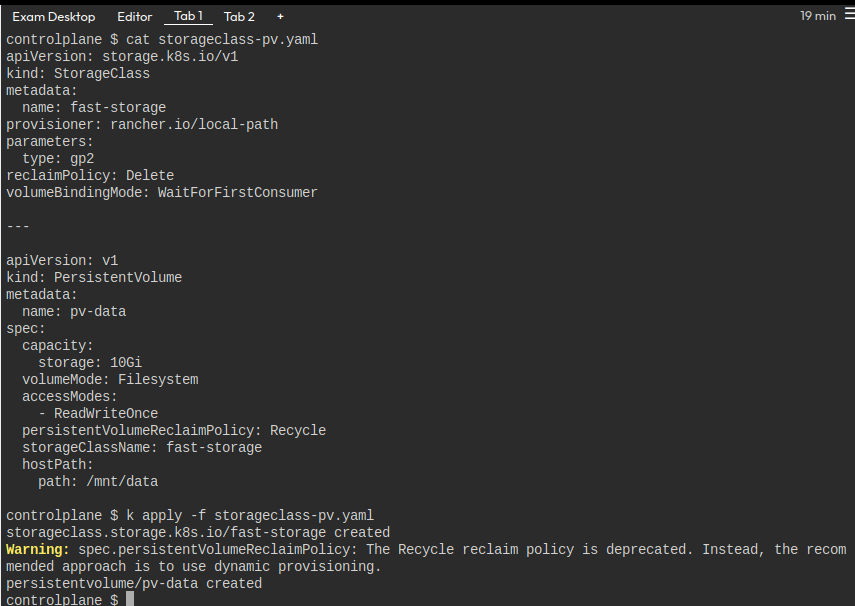 Exam Desktop Editor Tab 1 Tab 2 + 19 min
controlplane $ cat storageclass-pv.yaml
apiVersion: storage.k8s.io/v1
kind: StorageClass
metadata:
  name: fast-storage
provisioner: rancher.io/local-path
parameters:
  type: gp2
reclaimPolicy: Delete
volumeBindingMode: WaitForFirstConsumer
---
apiVersion: v1
kind: PersistentVolume
metadata:
  name: pv-data
spec:
  capacity:
    storage: 10Gi
  volumeMode: Filesystem
  accessModes:
    - ReadWriteOnce
  persistentVolumeReclaimPolicy: Recycle
  storageClassName: fast-storage
  hostPath:
    path: /mnt/data
controlplane $ k apply -f storageclass-pv.yaml
storageclass.storage.k8s.io/fast-storage created
Warning: spec.persistentVolumeReclaimPolicy: The Recycle reclaim policy is deprecated. Instead, the recom
mended approach is to use dynamic provisioning.
persistentvolume/pv-data created
controlplane $